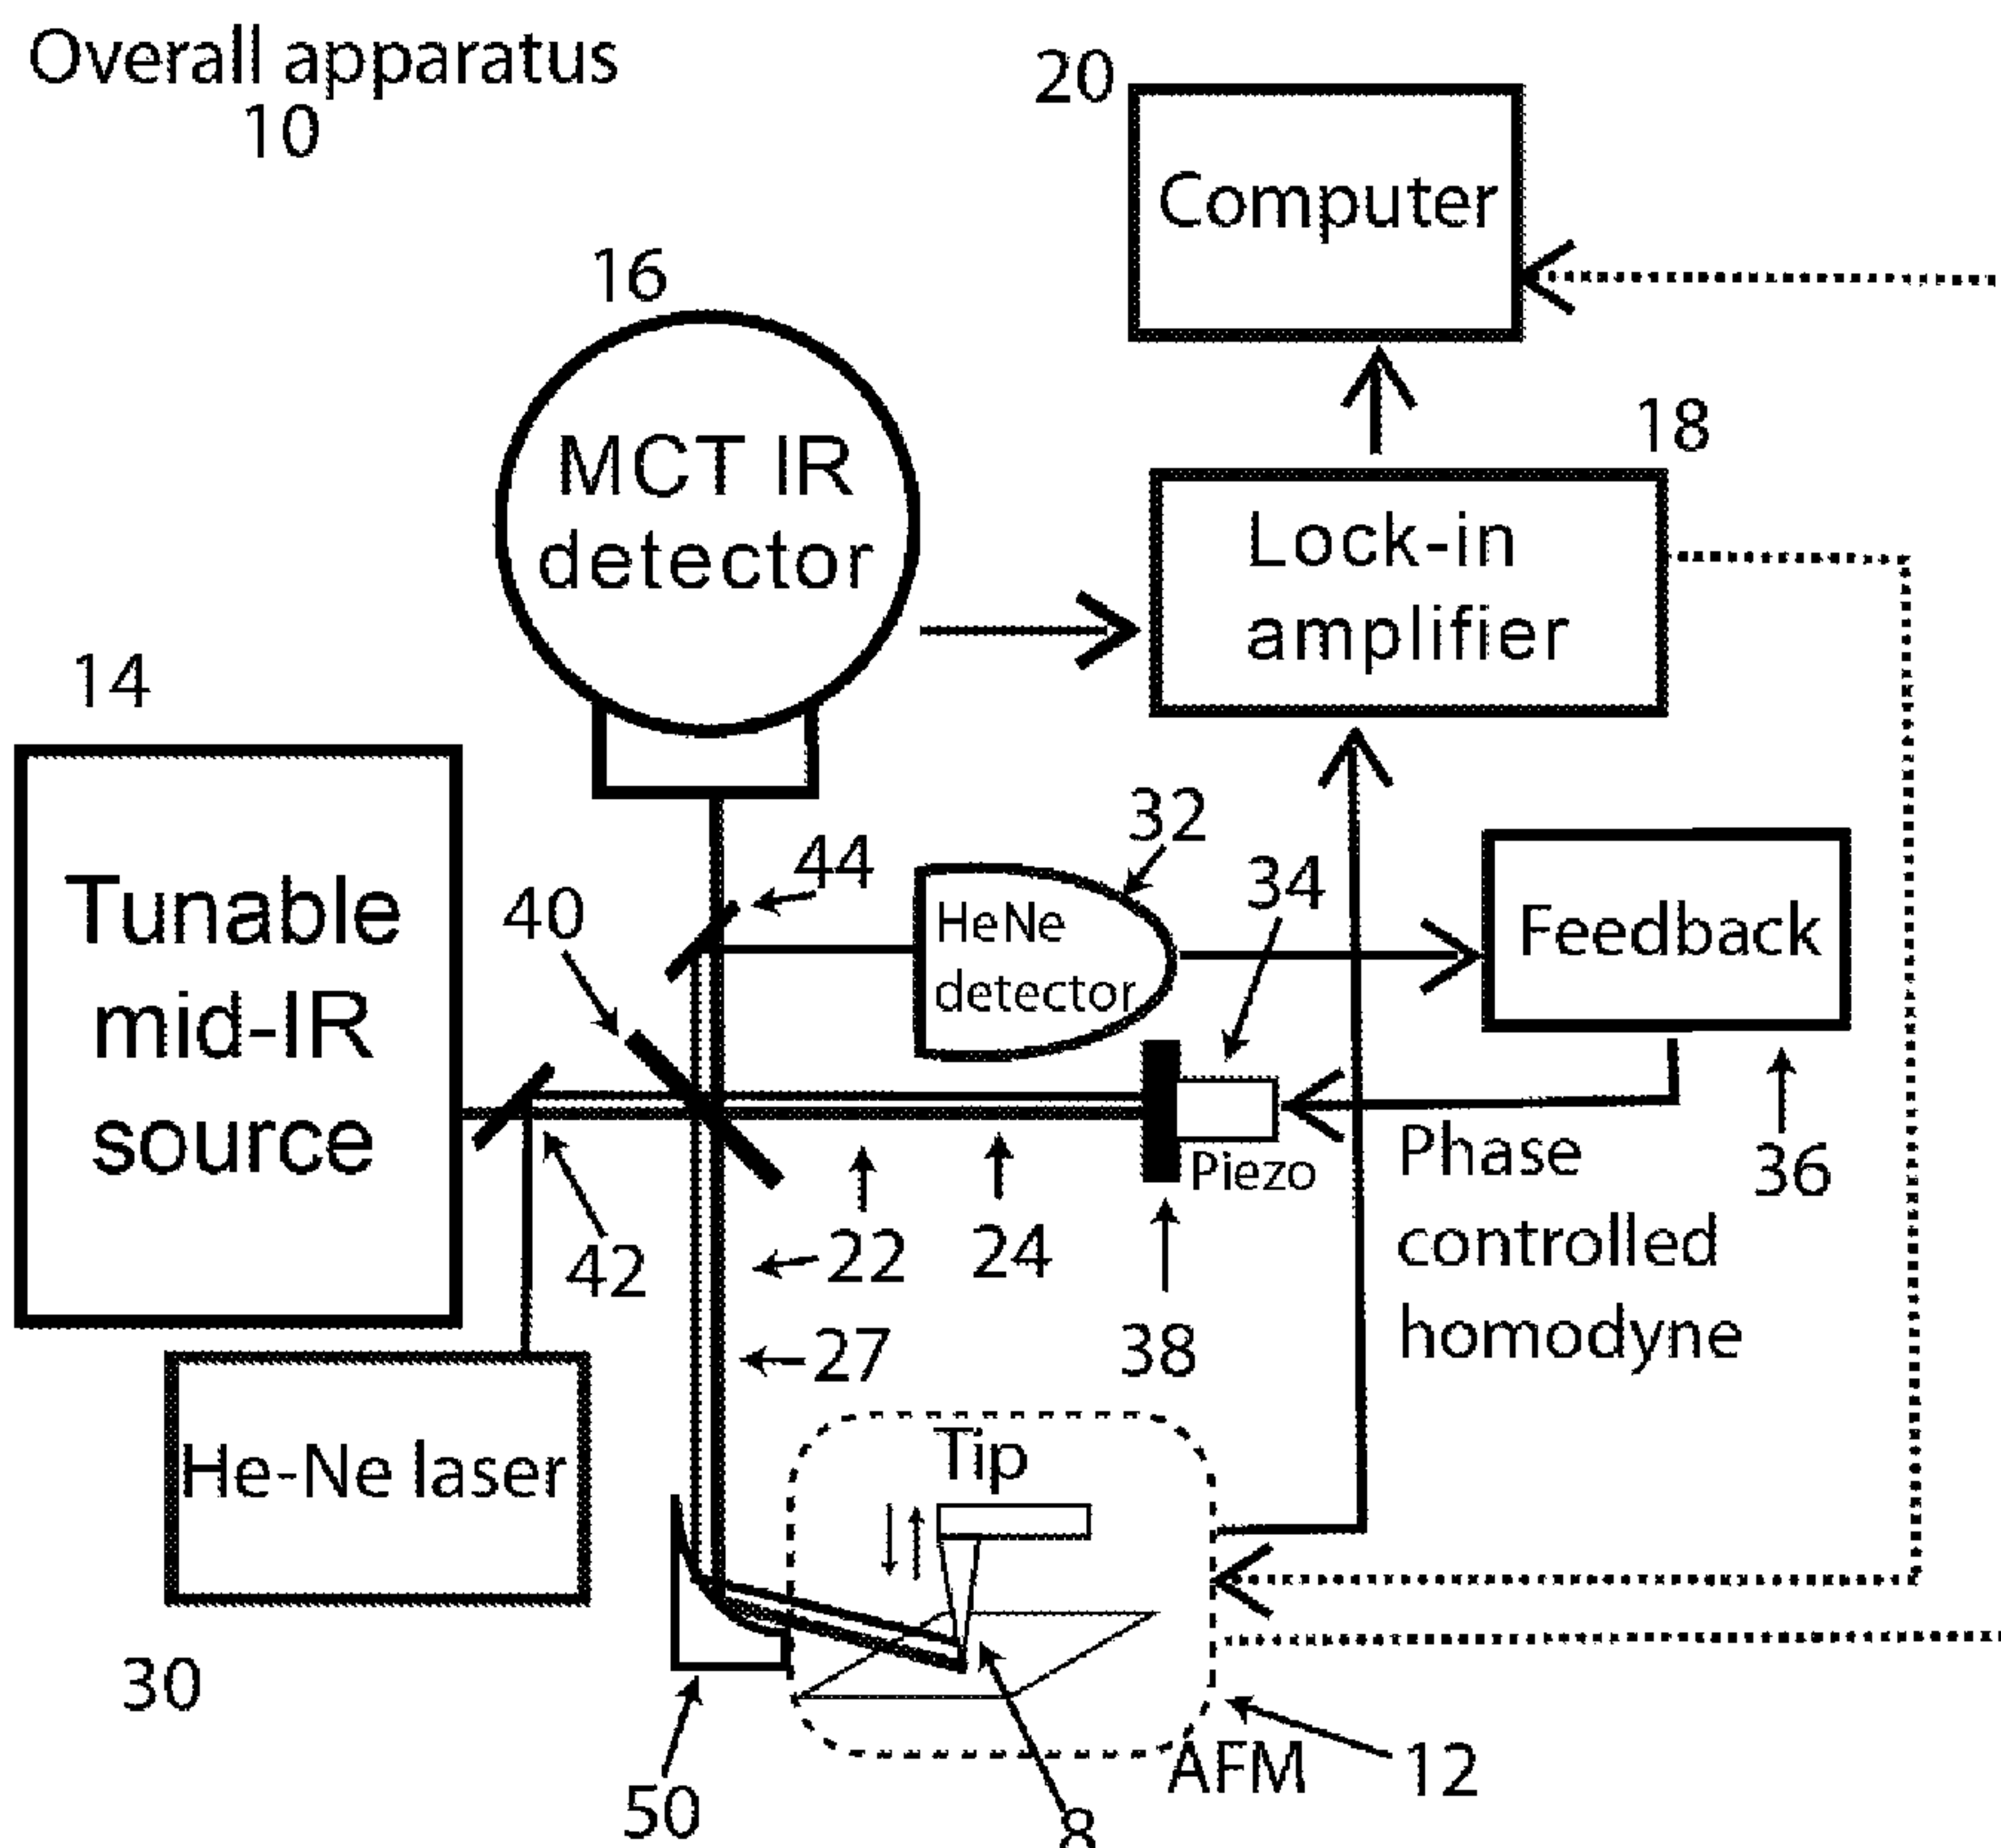 Overall apparatus
10
20
Computer
16
MCT IR
detector
18
Lock-in
amplifier
14
Tunable
mid-IR
source
44
32
HeNe
detector
34
Feedback
40
36
Piezo
Phase
controlled
homodyne
42
22
24
27
38
He-Ne laser
30
Tip
50
8
AFM
12